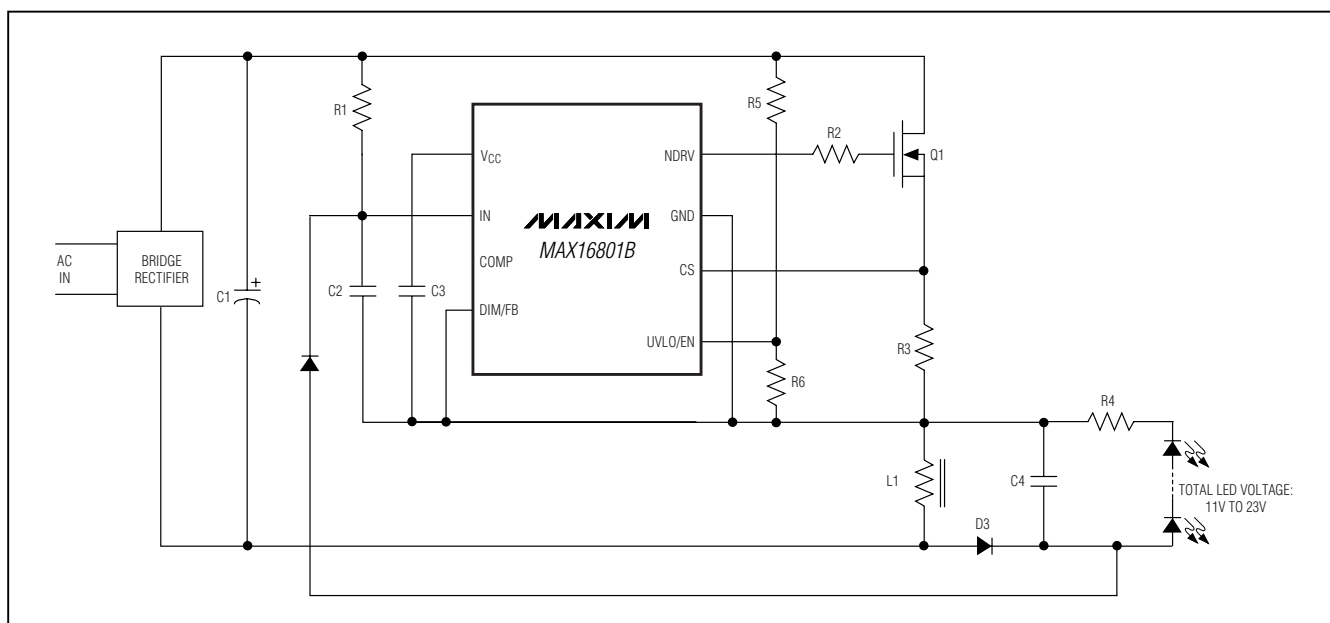 R1
R5
R2
VCC
NDRV
Q1
IN
GND
MAXIM
MAX16801B
AC
IN
BRIDGE
RECTIFIER
COMP
CS
C1
+
C2
C3
DIM/FB
UVLO/EN
R3
R6
R4
L1
C4
TOTAL LED VOLTAGE:
11V TO 23V
D3